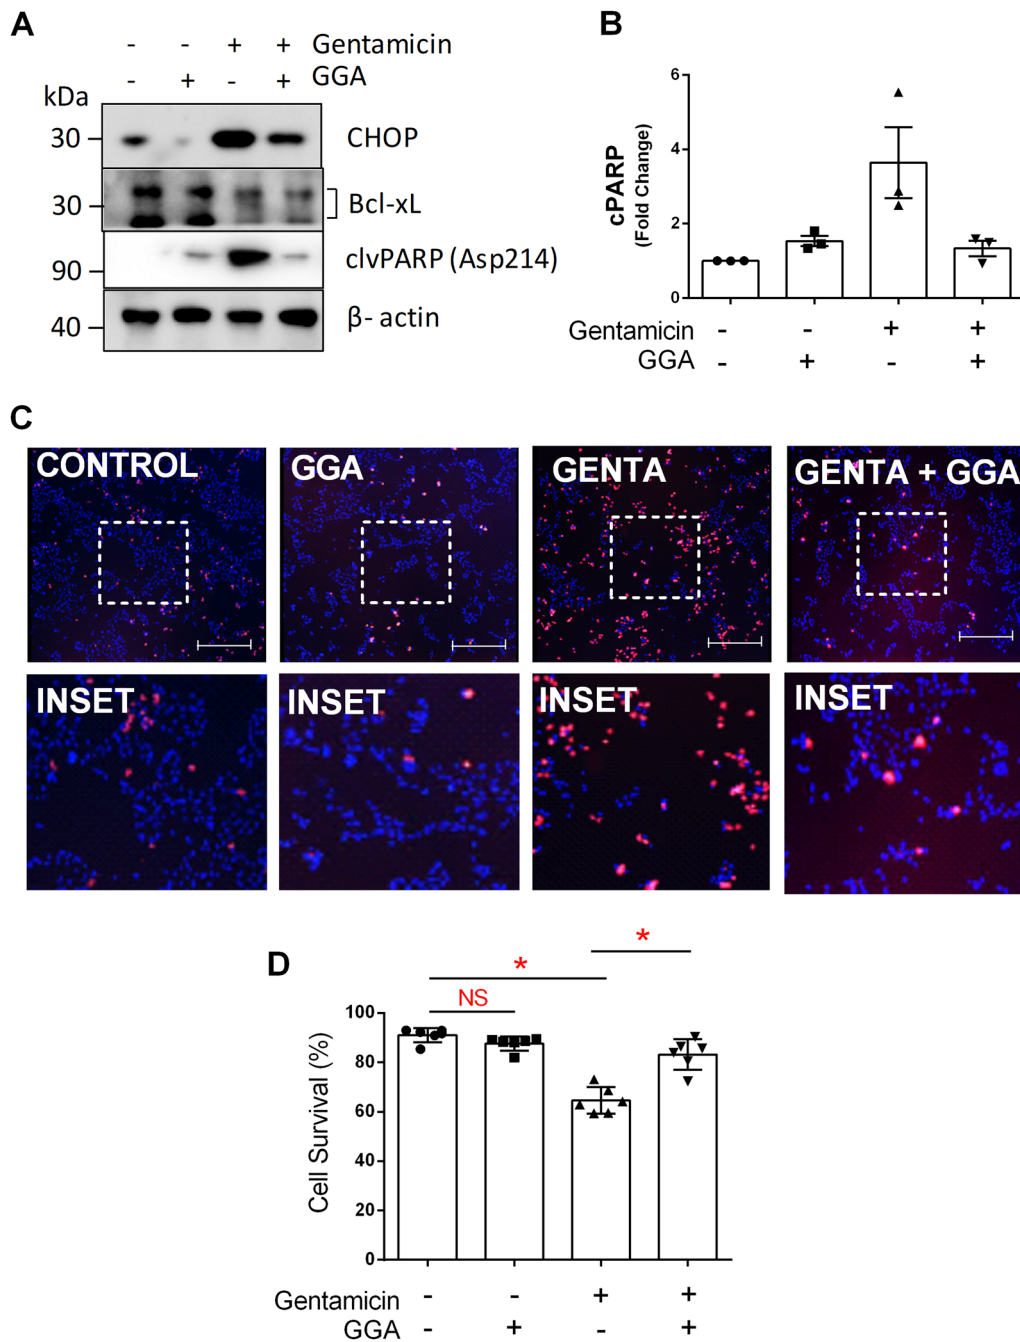 A
- - + + Gentamicin
- + - + GGA
kDa
30 CHOP
30 Bcl-xL
90 clvPARP (Asp214)
40 β- actin
B
cPARP
(Fold Change)
6
4
2
0
Gentamicin - - + +
GGA - + - +
C
CONTROL GGA GENTA GENTA + GGA
INSET INSET INSET INSET
D
*
*
NS
Cell Survival (%)
100
80
60
40
20
0
Gentamicin - - + +
GGA - + - +